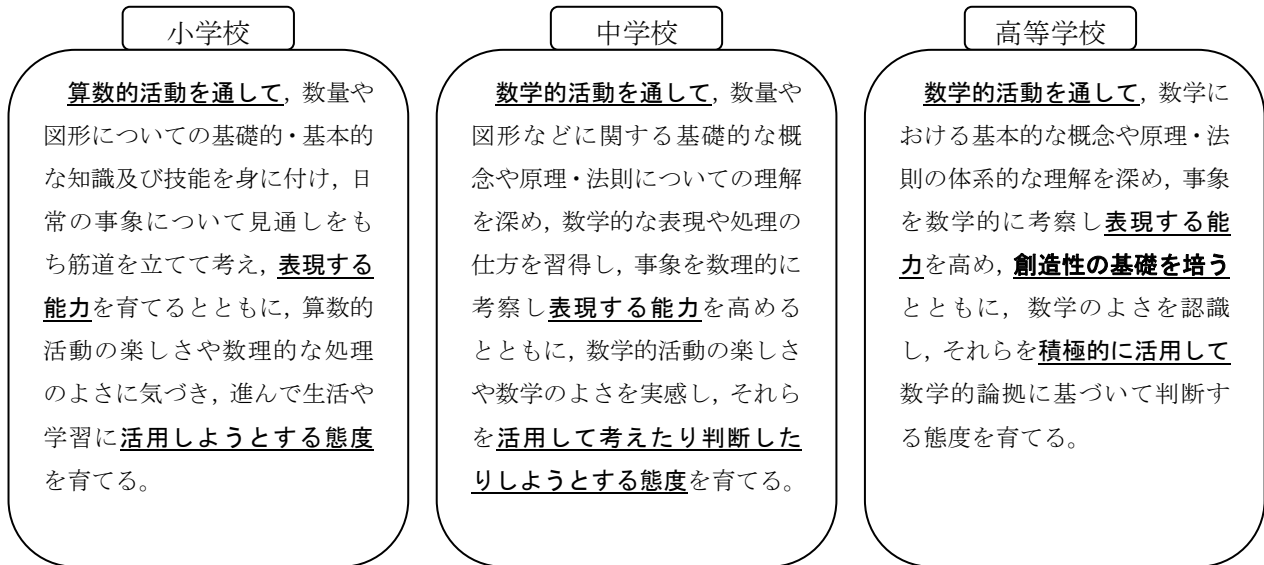 小学校
算数的活動を通して，数量や
図形についての基礎的・基本的
な知識及び技能を身に付け，日
常の事象について見通しをも
ち筋道を立てて考え，表現する
能力を育てるとともに，算数的
活動の楽しさや数理的な処理
のよさに気づき，進んで生活や
学習に活用しようとする態度
を育てる。
中学校
数学的活動を通して，数量や
図形などに関する基礎的な概
念や原理・法則についての理解
を深め，数学的な表現や処理の
仕方を習得し，事象を数理的に
考察し表現する能力を高める
とともに，数学的活動の楽しさ
や数学のよさを実感し，それら
を活用して考えたり判断した
りしようとする態度を育てる。
高等学校
数学的活動を通して，数学に
おける基本的な概念や原理・法
則の体系的な理解を深め，事象
を数学的に考察し表現する能
力を高め，創造性の基礎を培う
とともに，数学のよさを認識
し，それらを積極的に活用して
数学的論拠に基づいて判断す
る態度を育てる。